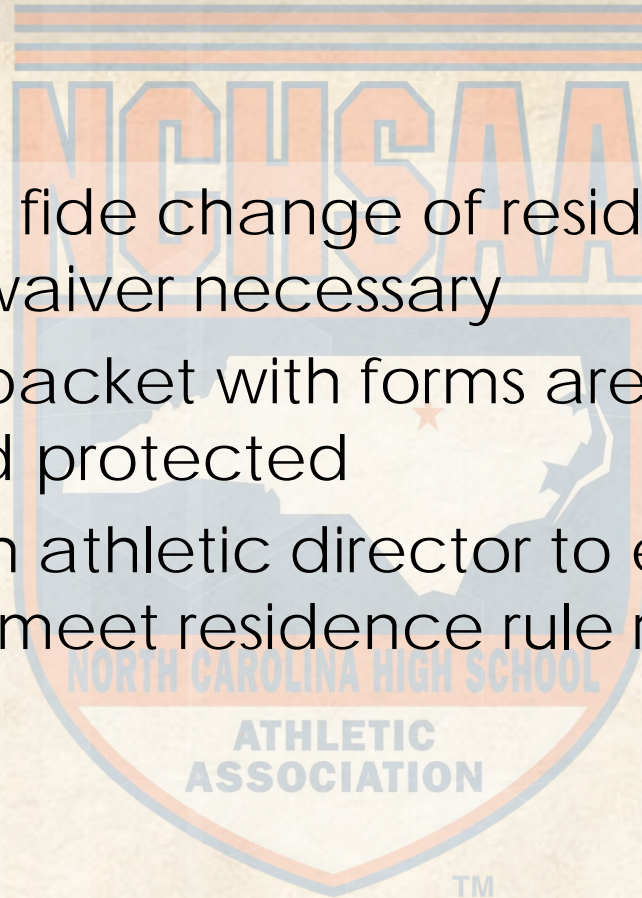 NCHSAA
fide change of resid
waiver necessary
packet with forms are
d protected
n athletic director to e
meet residence rule r
NORTH CAROLINA HIGH SCHOOL
ATHLETIC
ASSOCIATION
TM